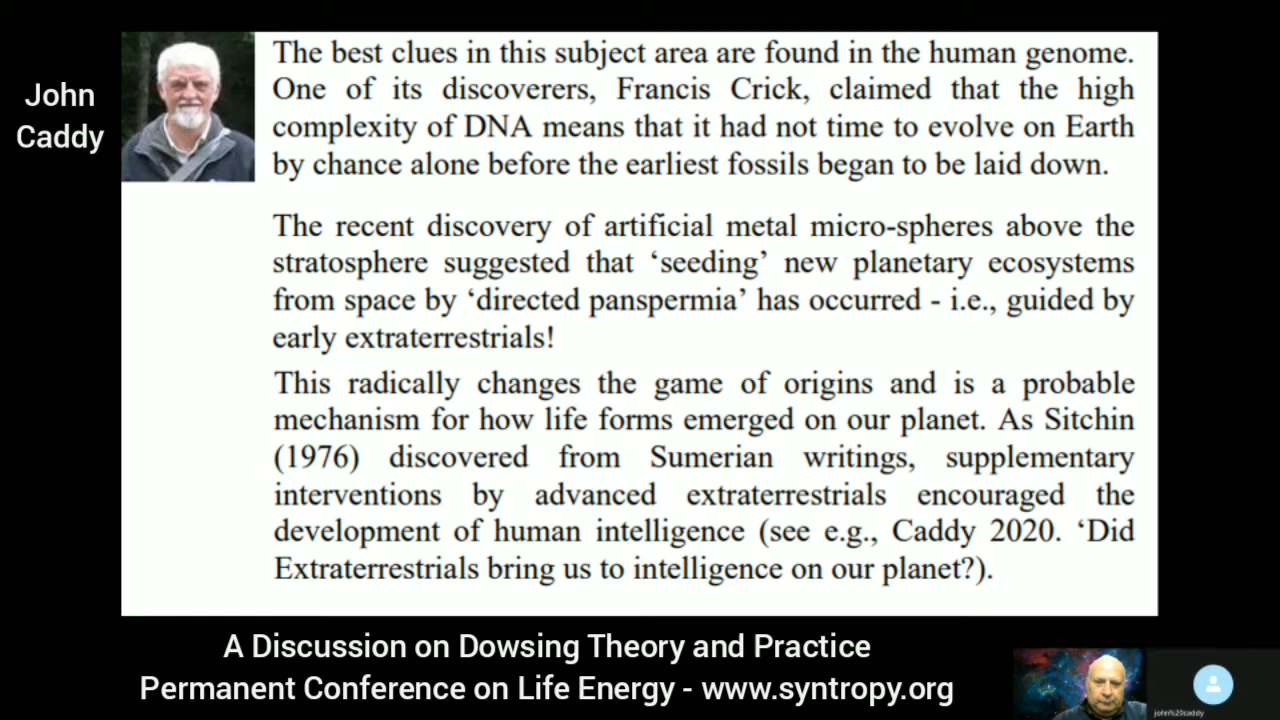 John
Caddy
The best clues in this subject area are found in the human genome.
One of its discoverers, Francis Crick, claimed that the high
complexity of DNA means that it had not time to evolve on Earth
by chance alone before the earliest fossils began to be laid down.
The recent discovery of artificial metal micro-spheres above the
stratosphere suggested that ‘seeding’ new planetary ecosystems
from space by ‘directed panspermia’ has occurred - i.e., guided by
early extraterrestrials!
This radically changes the game of origins and is a probable
mechanism for how life forms emerged on our planet. As Sitchin
(1976) discovered from Sumerian writings, supplementary
interventions by advanced extraterrestrials encouraged the
development of human intelligence (see e.g., Caddy 2020. ‘Did
Extraterrestrials bring us to intelligence on our planet?).
A Discussion on Dowsing Theory and Practice
Permanent Conference on Life Energy - www.syntropy.org
john%20caddy